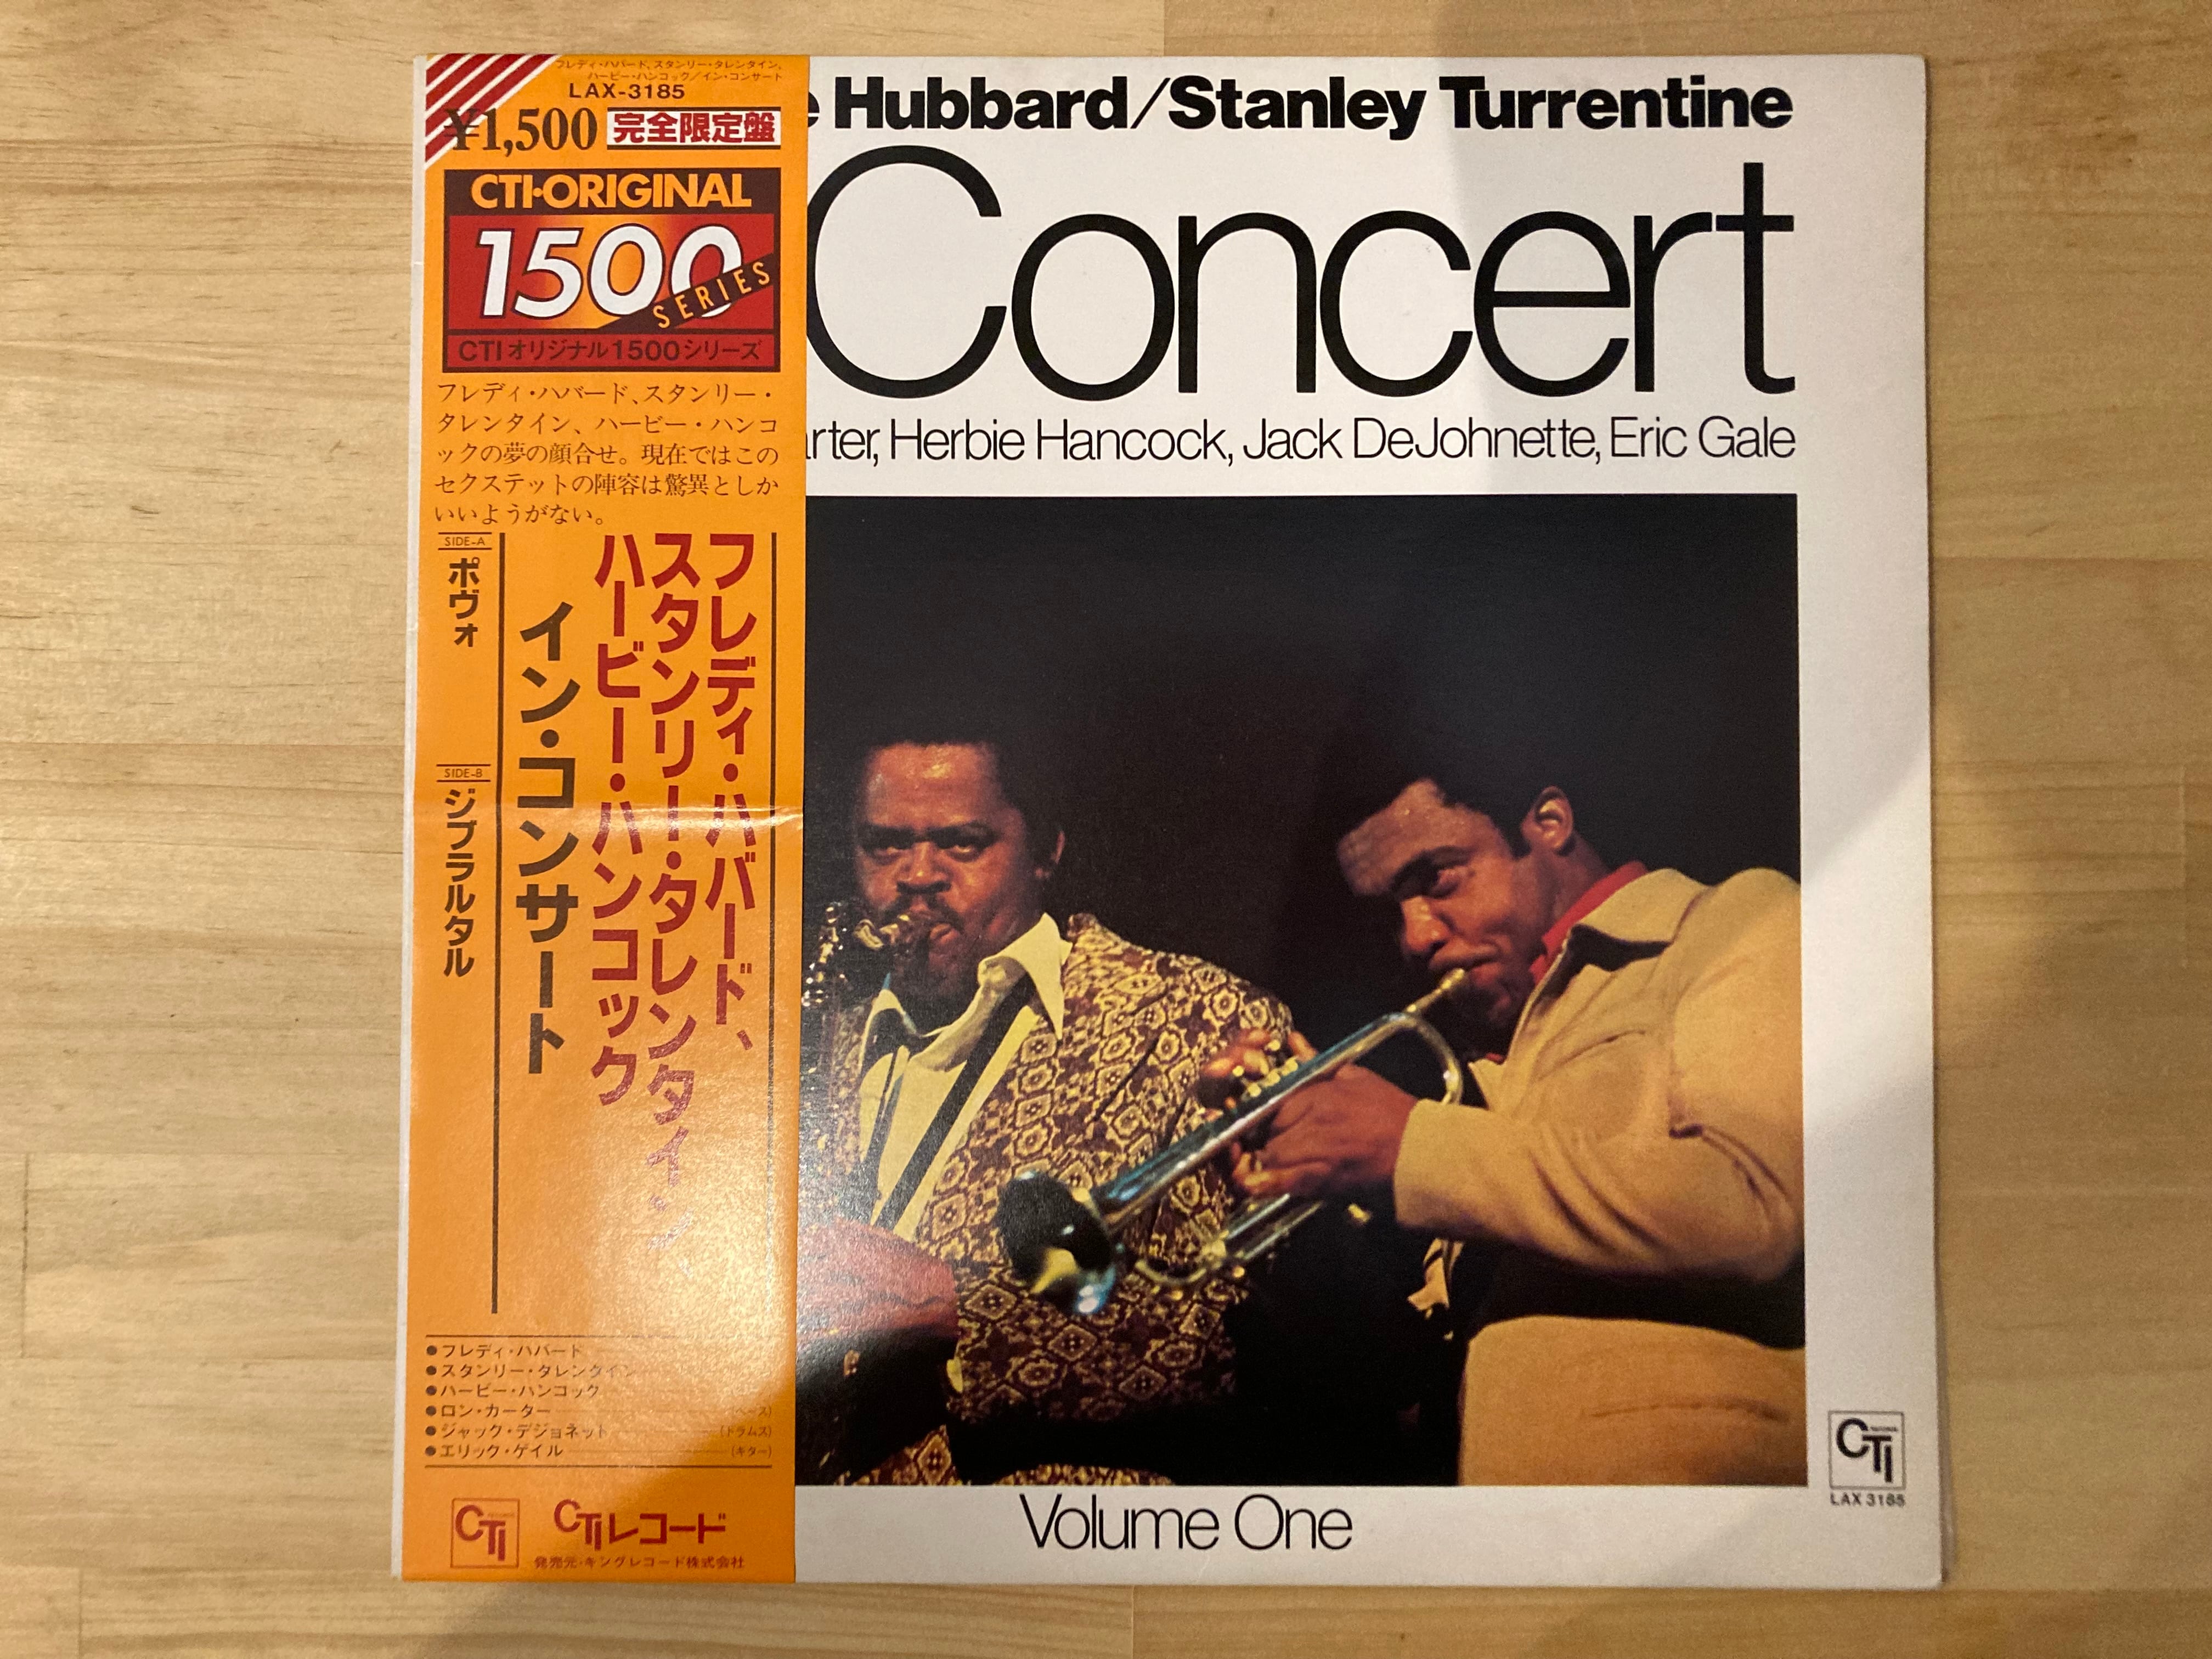 フレディ・ハバード、スタンリー・タレンタイン、
ハービー・ハンコック/イン・コンサート
LAX-3185
¥1,500 完全限定盤
CTI・ORIGINAL
1500
SERIES
CTIオリジナル1500シリーズ
フレディ・ハバード、スタンリー・
タレンタイン、ハービー・ハンコ
ックの夢の顔合せ。現在ではこの
セクステットの陣容は驚異としか
いいようがない。
フレディ・ハバード、
スタンリー・タレンタイン、
ハービー・ハンコック
イン・コンサート
SIDE-A
ポヴォ
SIDE-B
ジブラルタル
●フレディ・ハバード
●スタンリー・タレンタイン
●ハービー・ハンコック
●ロン・カーター (ベース)
●ジャック・デジョネット (ドラムス)
●エリック・ゲイル (ギター)
CTI CTIレコード
発売元・キングレコード株式会社
e Hubbard/Stanley Turrentine
Concert
arter, Herbie Hancock, Jack DeJohnette, Eric Gale
Volume One
CTI
LAX 3185